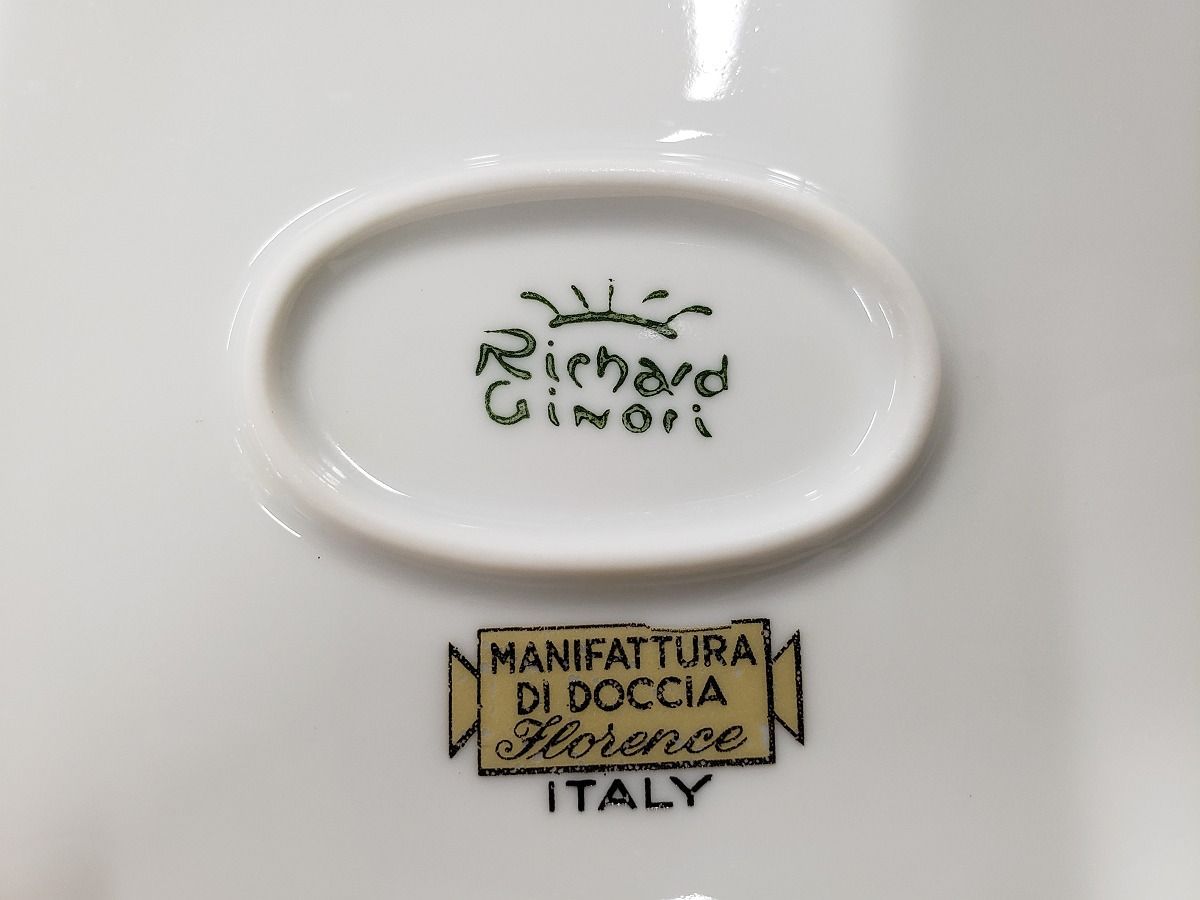 Richard
Ginori
MANIFATTURA
DI DOCCIA
Florence
ITALY